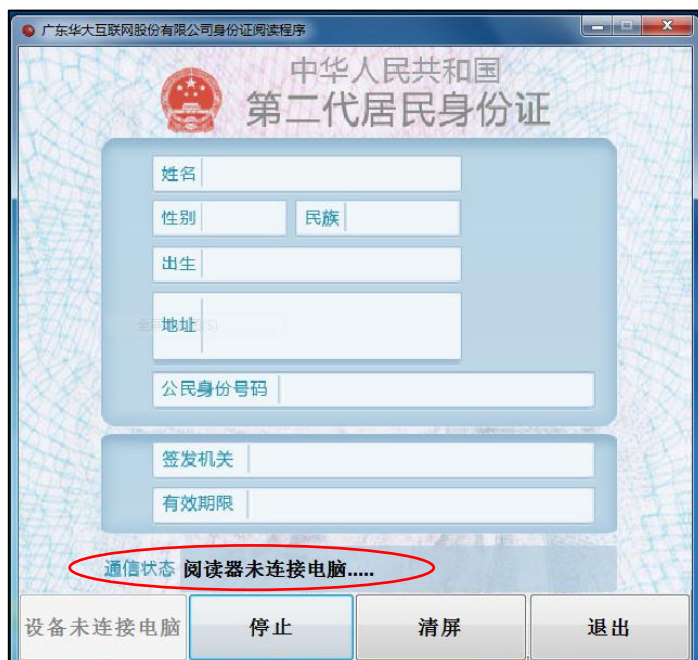 广东华大互联网股份有限公司身份证阅读程序
中华人民共和国
第二代居民身份证
姓名
性别 民族
出生
地址
公民身份号码
签发机关
有效期限
通信状态 阅读器未连接电脑.....
设备未连接电脑 停止 清屏 退出